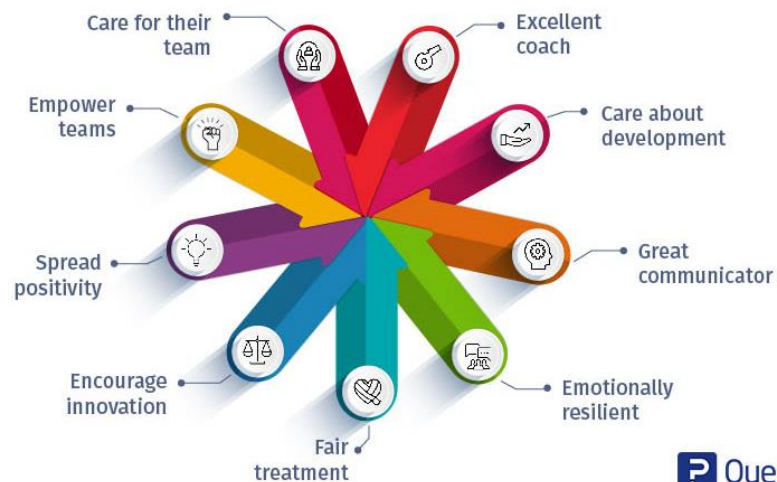 Care for their
team
Excellent
coach
Empower
teams
Care about
development
Spread
positivity
Great
communicator
Encourage
innovation
Emotionally
resilient
Fair
treatment